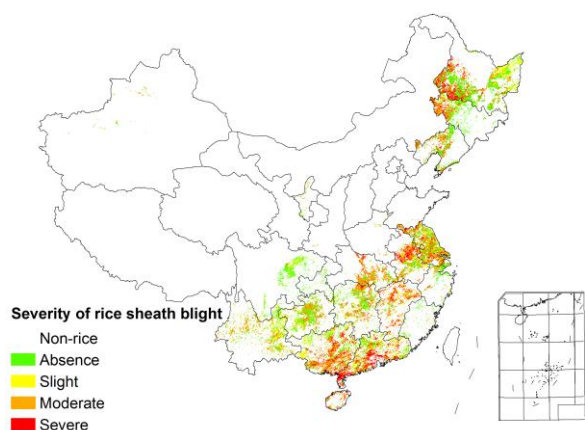 Severity of rice sheath blight
Non-rice
Absence
Slight
Moderate
Severe